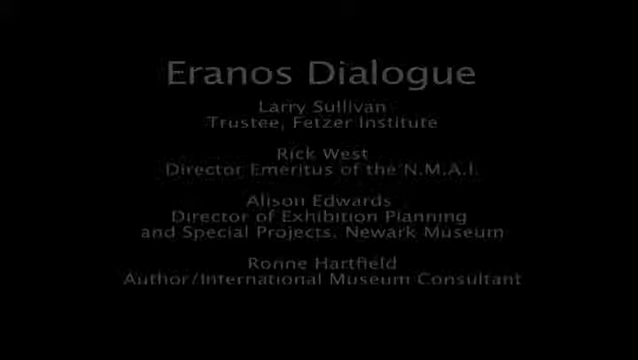 Eranos Dialogue
Larry Sullivan
Trustee, Fetzer Institute
Rick West
Director Emeritus of the N.M.A.I.
Alison Edwards
Director of Exhibition Planning
and Special Projects. Newark Museum
Ronne Hartfield
Author/International Museum Consultant